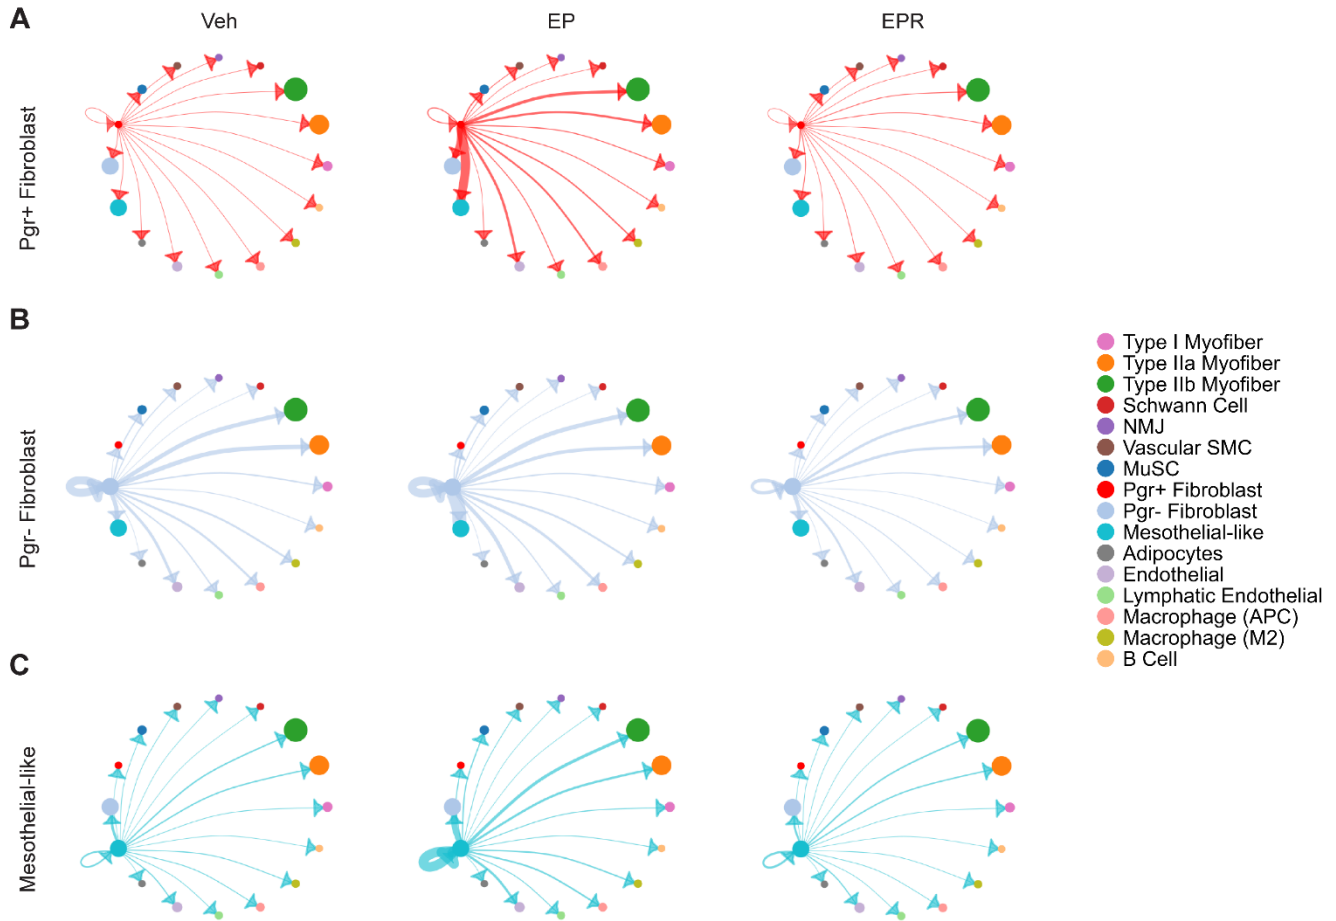 A
Veh
EP
EPR
Pgr+ Fibroblast
B
Pgr- Fibroblast
C
Mesothelial-like
Type I Myofiber
Type IIa Myofiber
Type IIb Myofiber
Schwann Cell
NMJ
Vascular SMC
MuSC
Pgr+ Fibroblast
Pgr- Fibroblast
Mesothelial-like
Adipocytes
Endothelial
Lymphatic Endothelial
Macrophage (APC)
Macrophage (M2)
B Cell